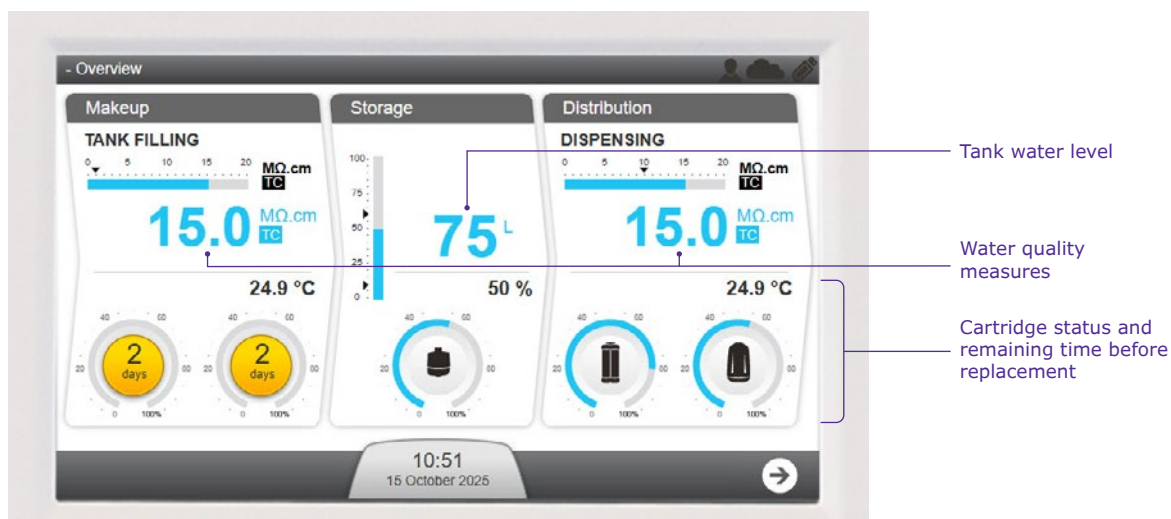 - Overview
Makeup
TANK FILLING
0 5 10 15 20
MΩ.cm
TC
15.0 MΩ.cm
TC
24.9 °C
40 60
20 80
0 100%
2
days
40 60
20 80
0 100%
2
days
Storage
100
75
50
25
0
75 L
50 %
40 60
20 80
0 100%
Distribution
DISPENSING
0 5 10 15 20
MΩ.cm
TC
15.0 MΩ.cm
TC
24.9 °C
40 60
20 80
0 100%
40 60
20 80
0 100%
10:51
15 October 2025
Tank water level
Water quality
measures
Cartridge status and
remaining time before
replacement